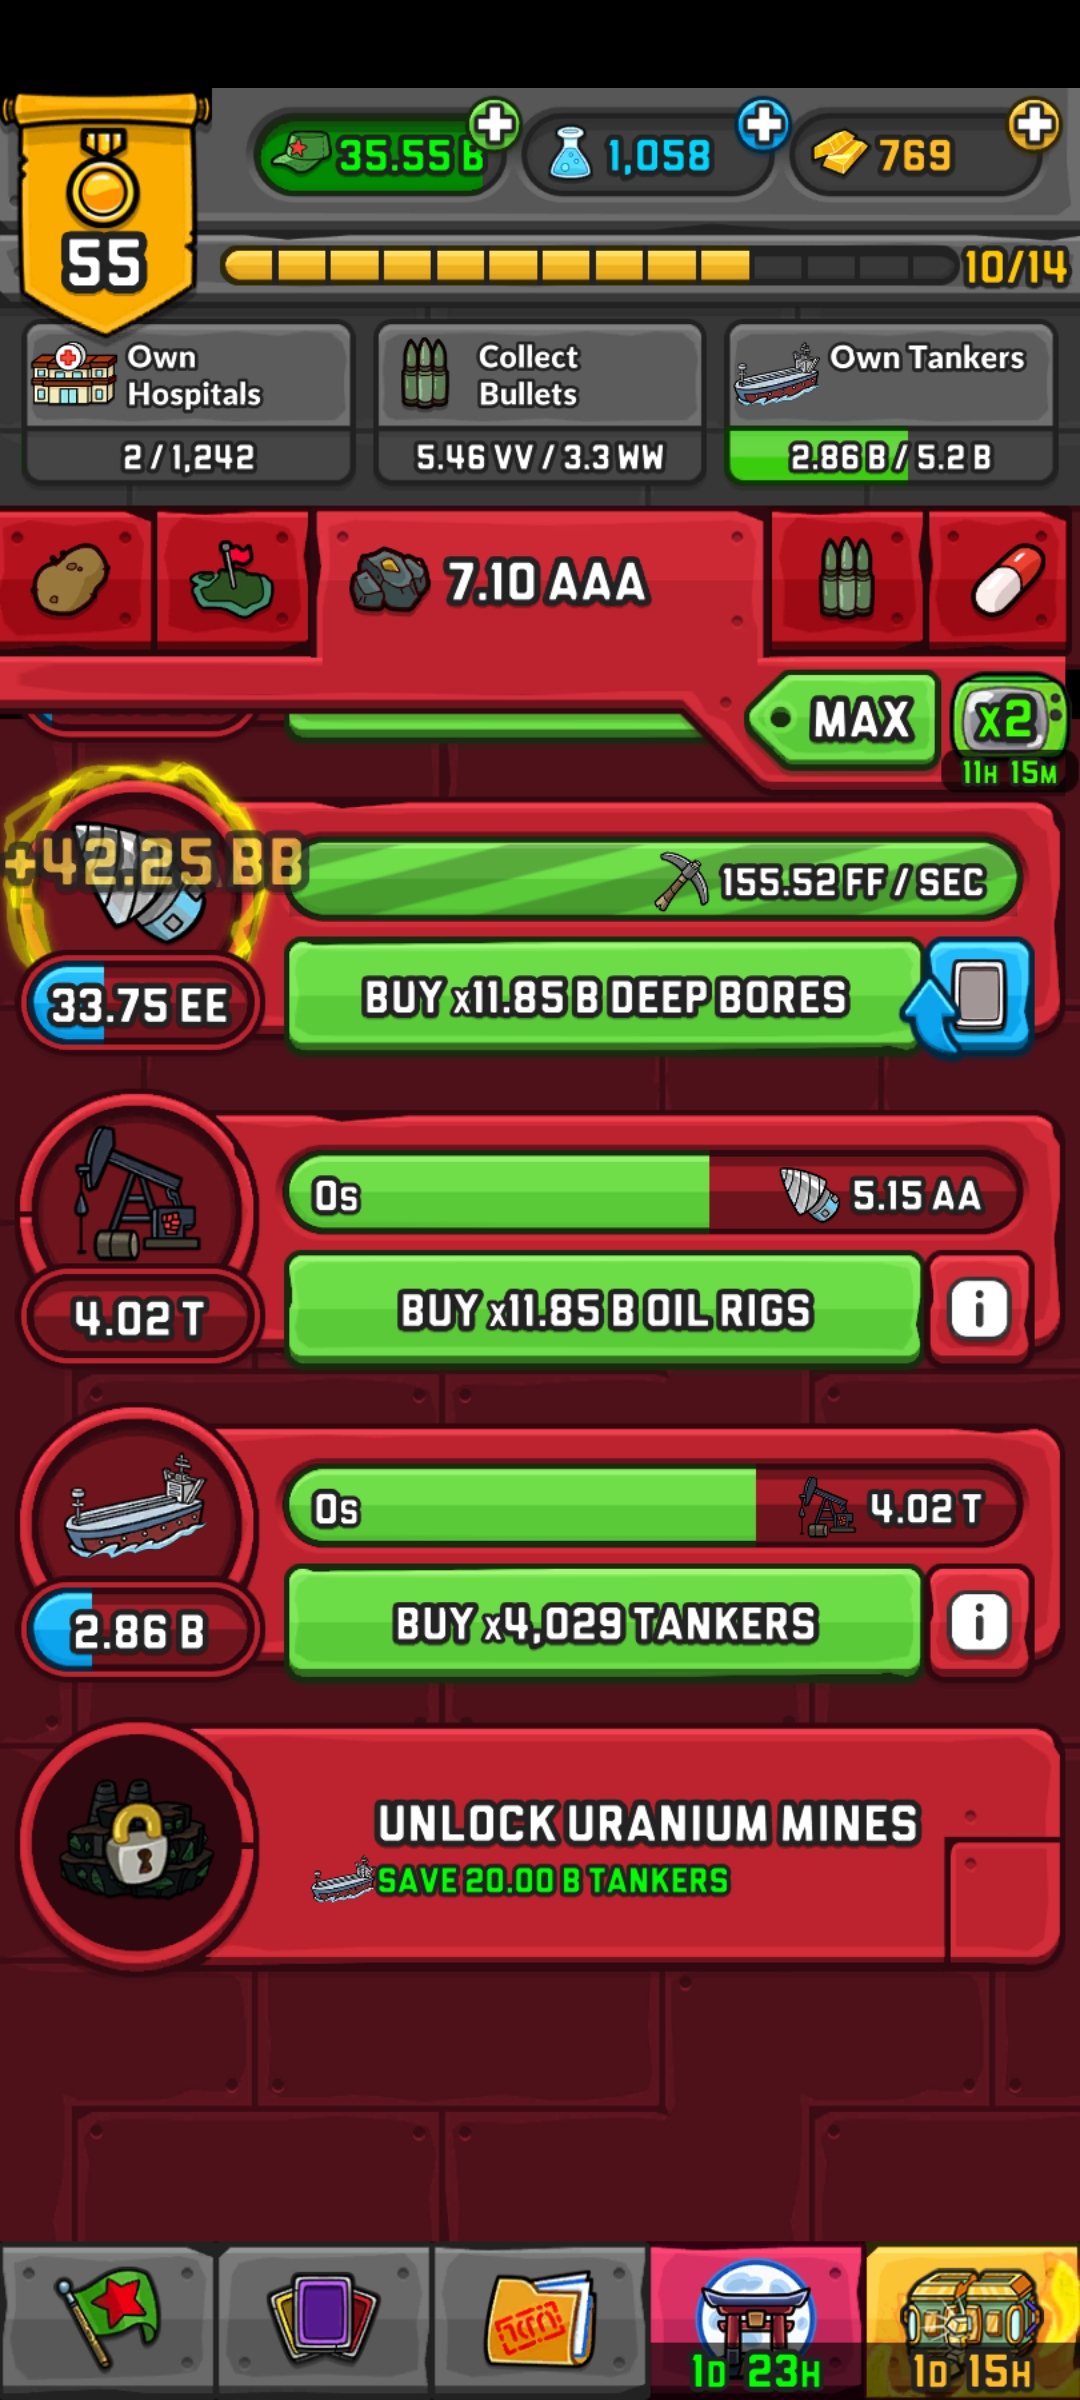 35.55 B
1,058
769
55
10/14
Own
Hospitals
2 / 1,242
Collect
Bullets
5.46 VV / 3.3 WW
Own Tankers
2.86 B / 5.2 B
7.10 AAA
MAX
x2
11H 15M
+42.25 BB
155.52 FF / SEC
33.75 EE
BUY x11.85 B DEEP BORES
0s
5.15 AA
4.02 T
BUY x11.85 B OIL RIGS
i
0s
4.02 T
2.86 B
BUY x4,029 TANKERS
i
UNLOCK URANIUM MINES
SAVE 20.00 B TANKERS
1D 23H
1D 15H